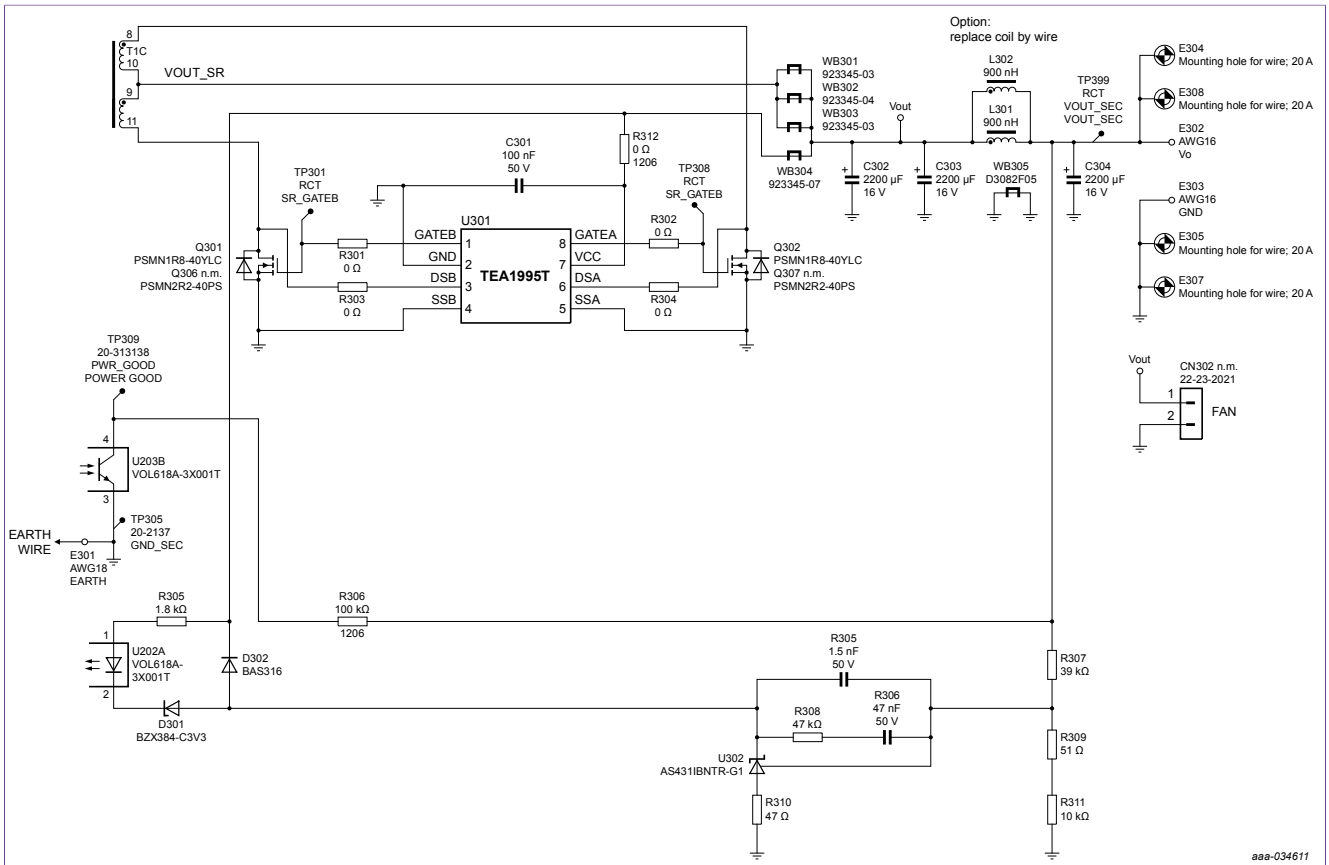 8
T1C
10
9
11
VOUT_SR
TP301
RCT
SR_GATEB
C301
100 nF
50 V
R312
0 Ω
1206
TP308
RCT
SR_GATEB
WB301
923345-03
WB302
923345-04
WB303
923345-03
WB304
923345-07
Vout
C302
2200 µF
16 V
C303
2200 µF
16 V
Option:
replace coil by wire
L302
900 nH
L301
900 nH
WB305
D3082F05
TP399
RCT
VOUT_SEC
VOUT_SEC
C304
2200 µF
16 V
E304
Mounting hole for wire; 20 A
E308
Mounting hole for wire; 20 A
E302
AWG16
Vo
E303
AWG16
GND
E305
Mounting hole for wire; 20 A
E307
Mounting hole for wire; 20 A
Q301
PSMN1R8-40YLC
Q306 n.m.
PSMN2R2-40PS
R301
0 Ω
R303
0 Ω
U301
GATEB
GND
DSB
SSB
1
2
3
4
TEA1995T
8
7
6
5
GATEA
VCC
DSA
SSA
R302
0 Ω
R304
0 Ω
Q302
PSMN1R8-40YLC
Q307 n.m.
PSMN2R2-40PS
TP309
20-313138
PWR_GOOD
POWER GOOD
4
U203B
VOL618A-3X001T
3
TP305
20-2137
GND_SEC
EARTH
WIRE
E301
AWG18
EARTH
Vout
CN302 n.m.
22-23-2021
1
2
FAN
R305
1.8 kΩ
R306
100 kΩ
1206
1
U202A
VOL618A-
3X001T
2
D302
BAS316
D301
BZX384-C3V3
R305
1.5 nF
50 V
R306
47 nF
50 V
R308
47 kΩ
U302
AS431IBNTR-G1
R310
47 Ω
R307
39 kΩ
R309
51 Ω
R311
10 kΩ
+
+
+
aaa-034611